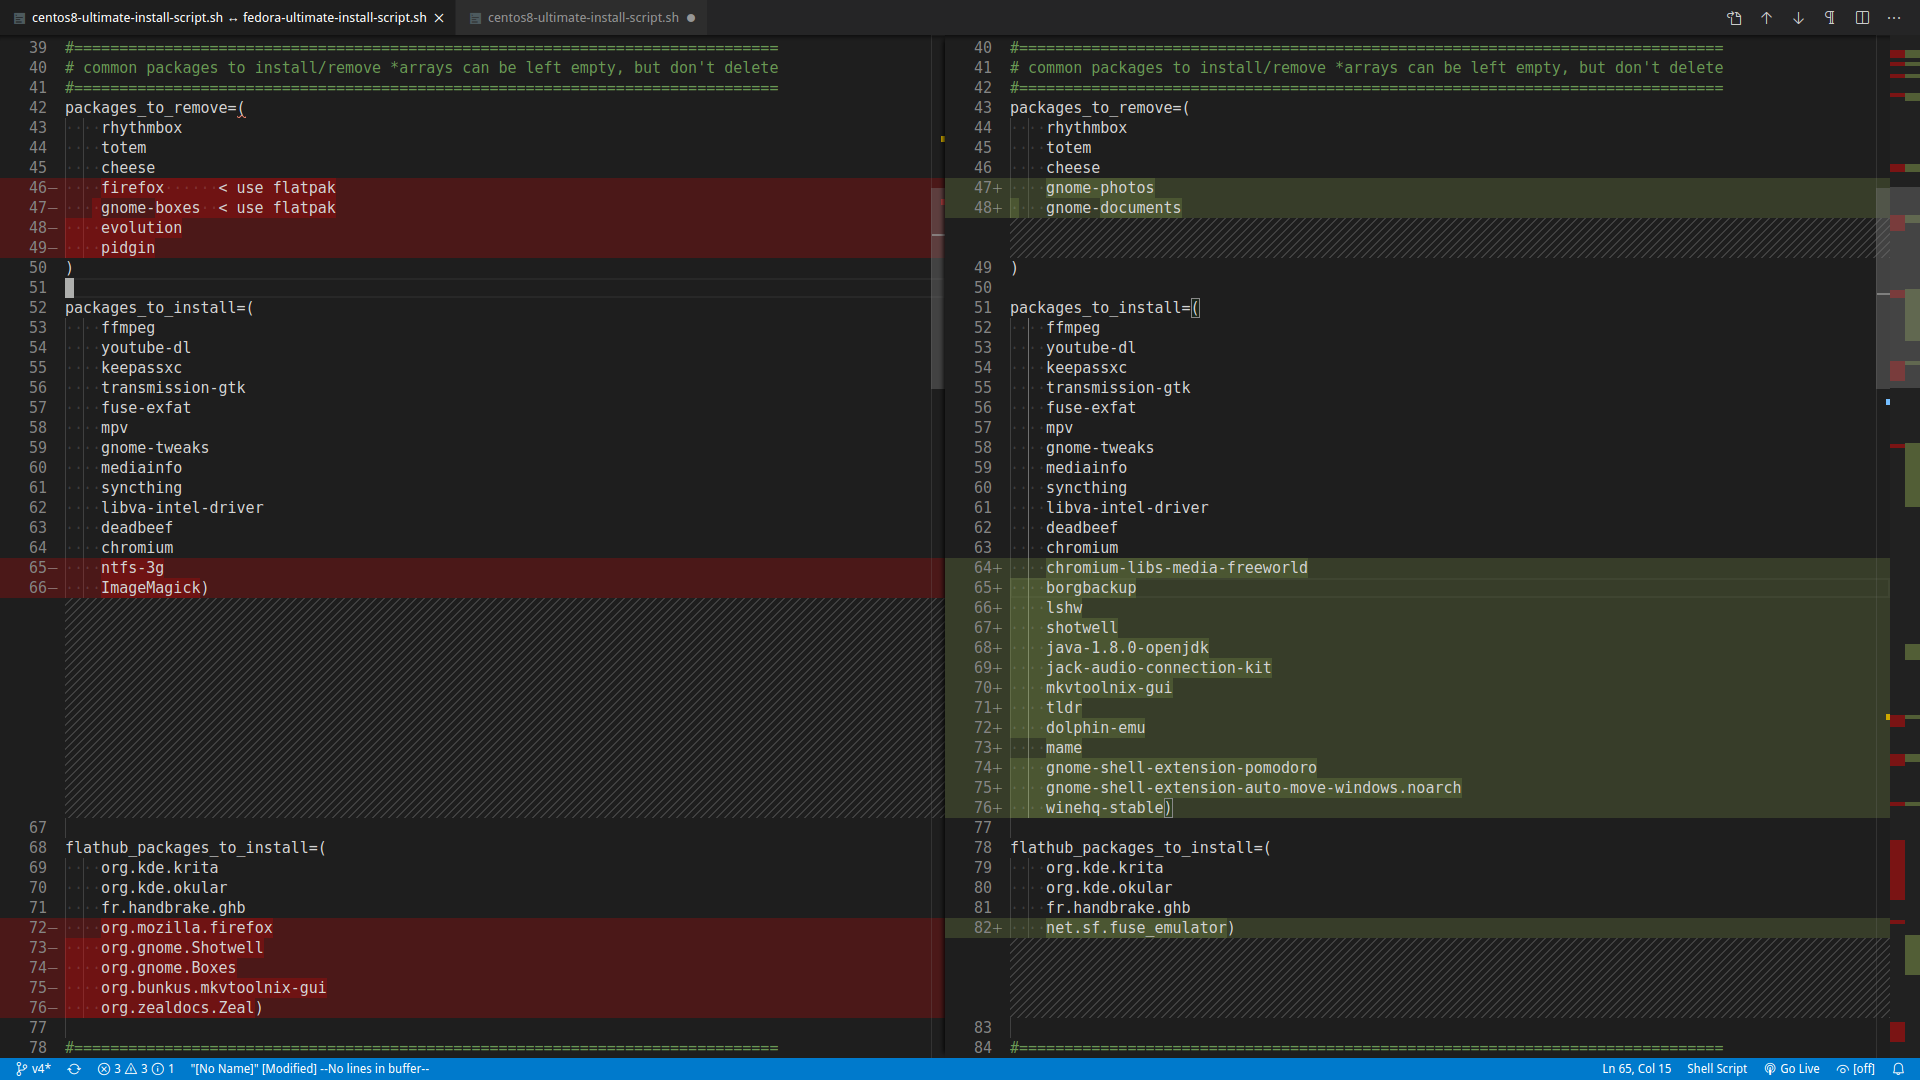 centos8-ultimate-install-script.sh ↔ fedora-ultimate-install-script.sh
centos8-ultimate-install-script.sh
39 #==============================================================================
40 # common packages to install/remove *arrays can be left empty, but don't delete
41 #==============================================================================
42 packages_to_remove=(
43 rhythmbox
44 totem
45 cheese
46— firefox < use flatpak
47— gnome-boxes < use flatpak
48— evolution
49— pidgin
50 )
51
52 packages_to_install=(
53 ffmpeg
54 youtube-dl
55 keepassxc
56 transmission-gtk
57 fuse-exfat
58 mpv
59 gnome-tweaks
60 mediainfo
61 syncthing
62 libva-intel-driver
63 deadbeef
64 chromium
65— ntfs-3g
66— ImageMagick)
67
68 flathub_packages_to_install=(
69 org.kde.krita
70 org.kde.okular
71 fr.handbrake.ghb
72— org.mozilla.firefox
73— org.gnome.Shotwell
74— org.gnome.Boxes
75— org.bunkus.mkvtoolnix-gui
76— org.zealdocs.Zeal)
77
78 #==============================================================================
40 #==============================================================================
41 # common packages to install/remove *arrays can be left empty, but don't delete
42 #==============================================================================
43 packages_to_remove=(
44 rhythmbox
45 totem
46 cheese
47+ gnome-photos
48+ gnome-documents
49 )
50
51 packages_to_install=(
52 ffmpeg
53 youtube-dl
54 keepassxc
55 transmission-gtk
56 fuse-exfat
57 mpv
58 gnome-tweaks
59 mediainfo
60 syncthing
61 libva-intel-driver
62 deadbeef
63 chromium
64+ chromium-libs-media-freeworld
65+ borgbackup
66+ lshw
67+ shotwell
68+ java-1.8.0-openjdk
69+ jack-audio-connection-kit
70+ mkvtoolnix-gui
71+ tldr
72+ dolphin-emu
73+ mame
74+ gnome-shell-extension-pomodoro
75+ gnome-shell-extension-auto-move-windows.noarch
76+ winehq-stable)
77
78 flathub_packages_to_install=(
79 org.kde.krita
80 org.kde.okular
81 fr.handbrake.ghb
82+ net.sf.fuse_emulator)
83
84 #==============================================================================
v4* 3 3 1 "[No Name]" [Modified] --No lines in buffer-- Ln 65, Col 15 Shell Script Go Live [off]